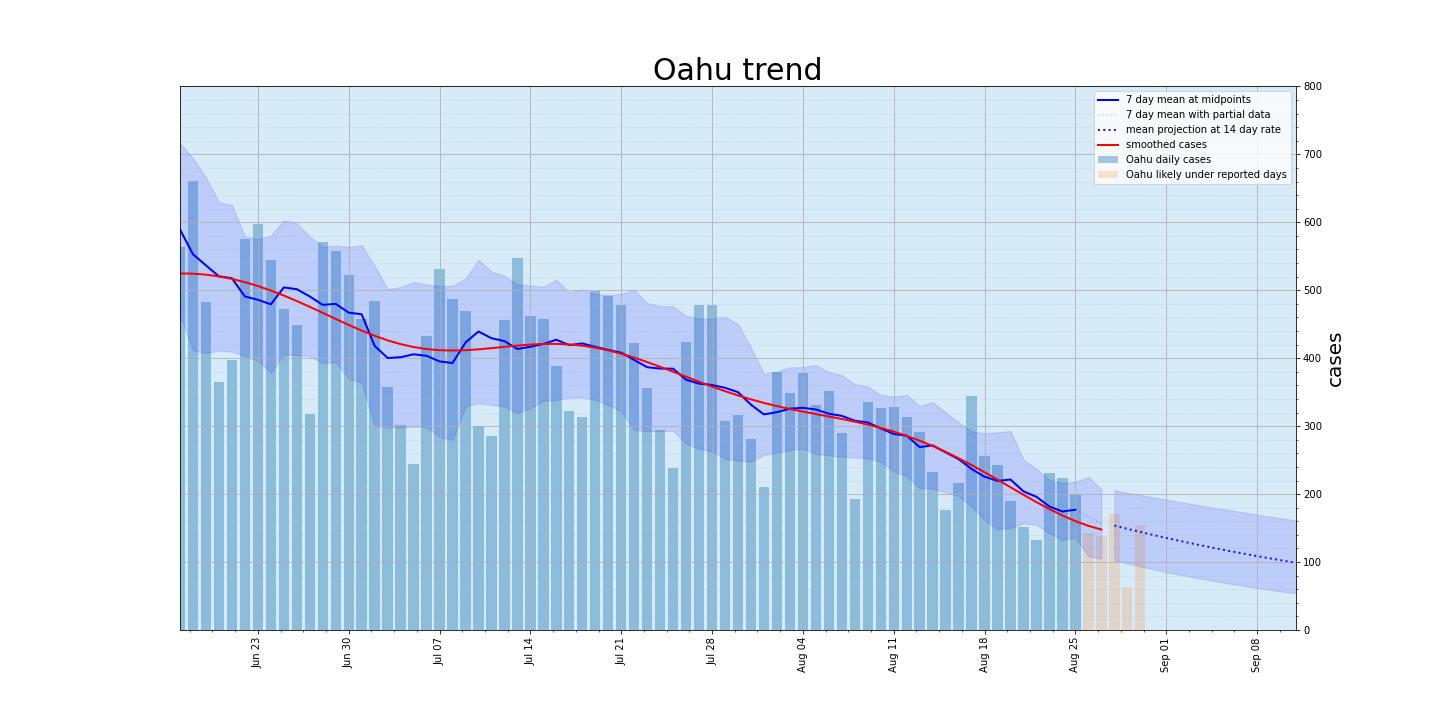 Oahu trend
7 day mean at midpoints
7 day mean with partial data
mean projection at 14 day rate
smoothed cases
Oahu daily cases
Oahu likely under reported days
800
700
600
500
400
300
200
100
0
cases
Jun 23
Jun 30
Jul 07
Jul 14
Jul 21
Jul 28
Aug 04
Aug 11
Aug 18
Aug 25
Sep 01
Sep 08